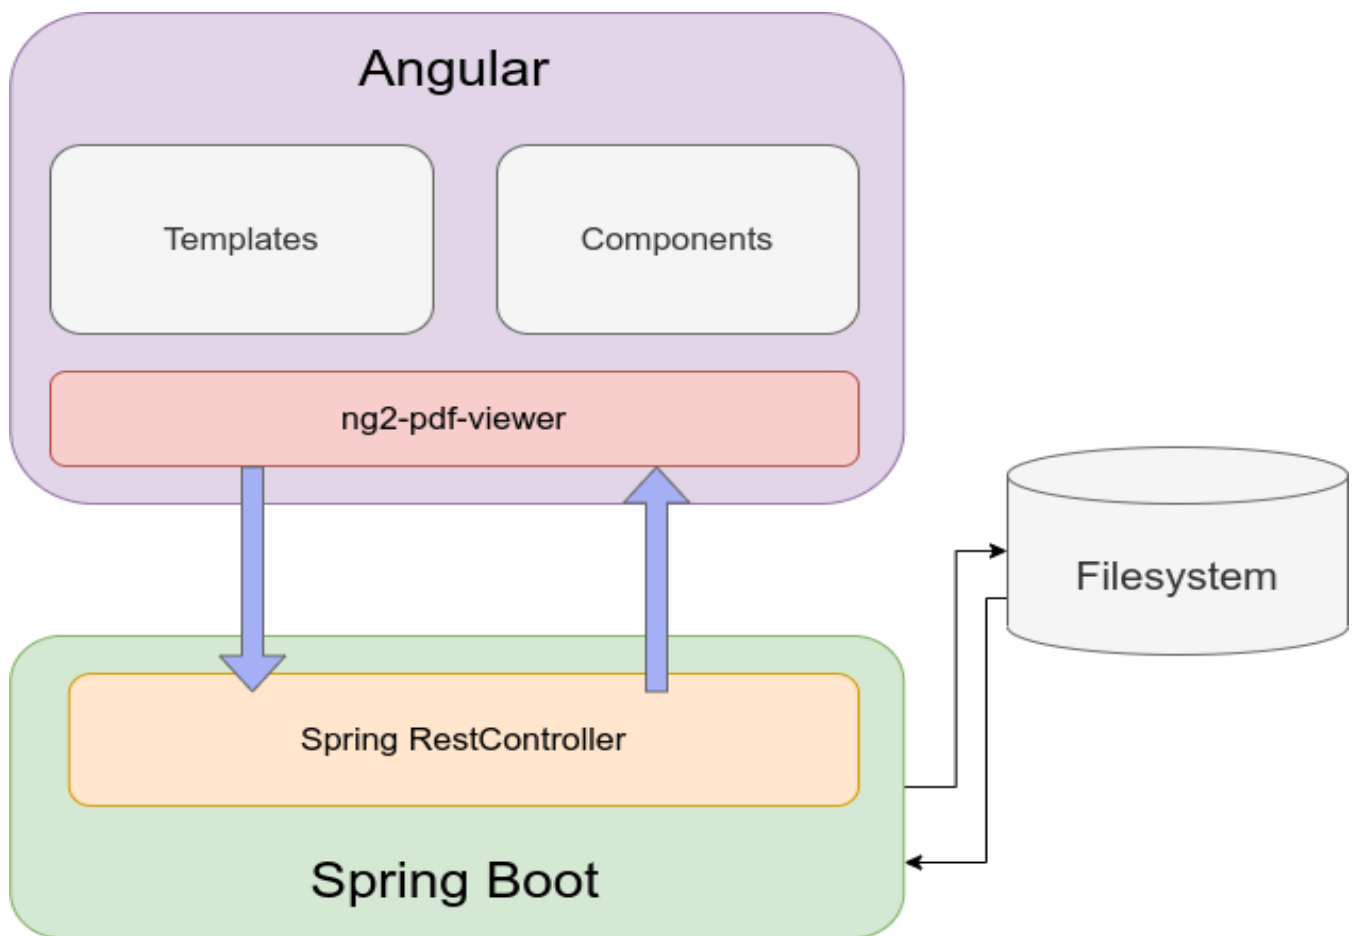 Angular
Templates
Components
ng2-pdf-viewer
Filesystem
Spring RestController
Spring Boot